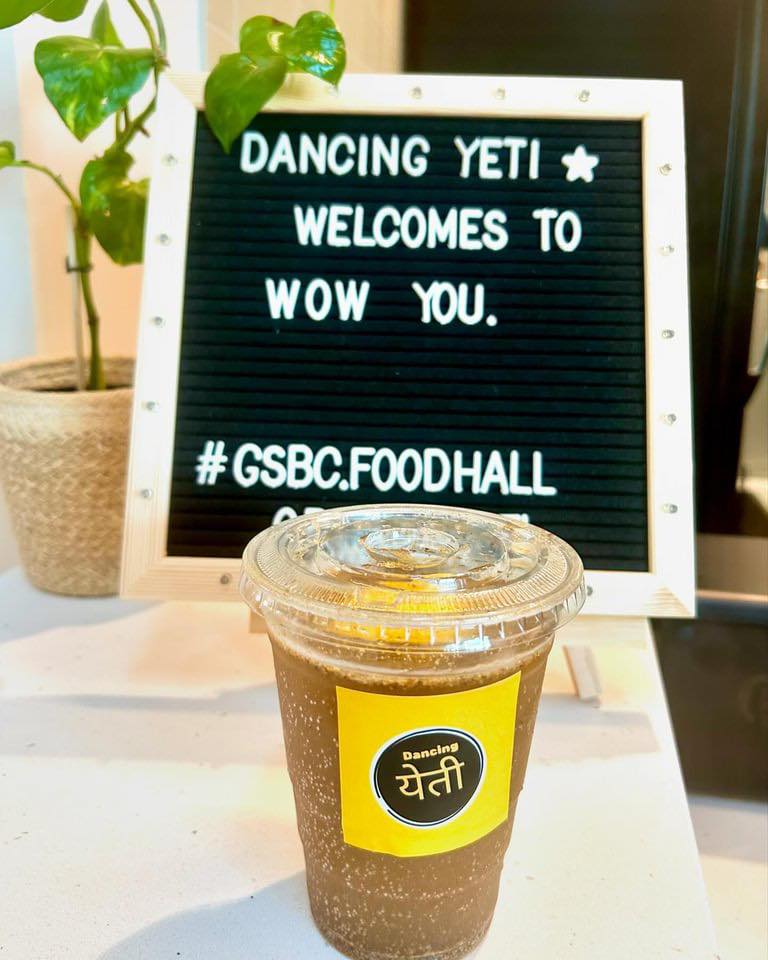 DANCING YETI ★
WELCOMES TO
WOW YOU.
#GSBC.FOODHALL
Dancing
येती